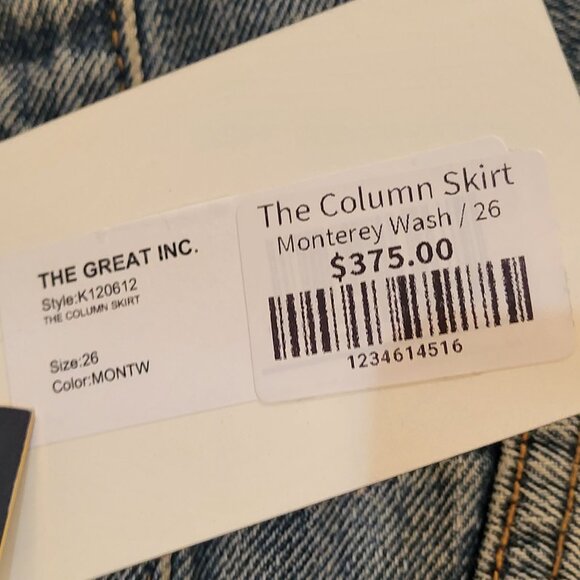 THE GREAT INC.
Style:K120612
THE COLUMN SKIRT
Size:26
Color:MONTW
The Column Skirt
Monterey Wash / 26
$375.00
1234614516